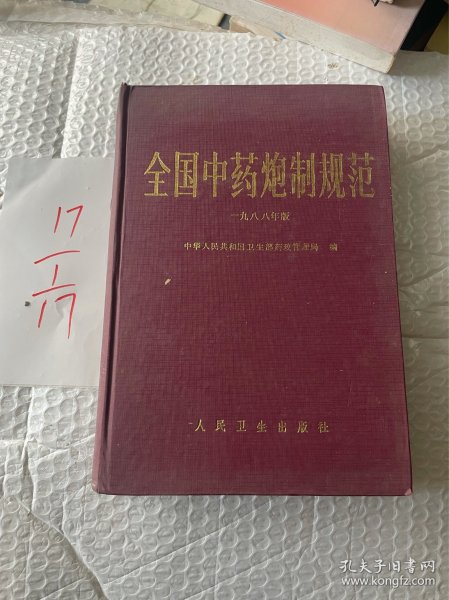 全国中药炮制规范
一九八八年版
中华人民共和国卫生部药政管理局 编
人民卫生出版社
17
1
17
孔夫子旧书网
www.kongfz.com